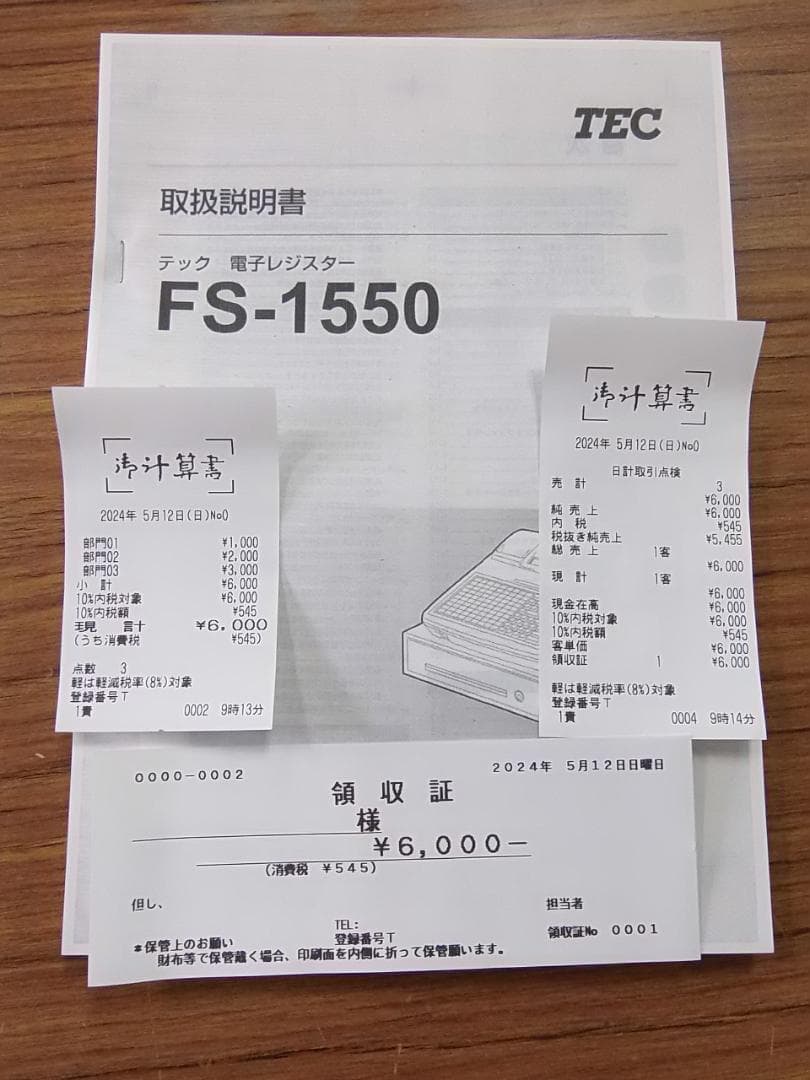 TEC
取扱説明書
テック 電子レジスター
FS-1550
御計算書
2024年 5月12日(日)No0
部門01 ¥1,000
部門02 ¥2,000
部門03 ¥3,000
小 計 ¥6,000
10%内税対象 ¥6,000
10%内税額 ¥545
現 計 ¥6,000
(うち消費税 ¥545)
点数 3
軽は軽減税率(8%)対象
登録番号T
1責 0002 9時13分
御計算書
2024年 5月12日(日)No0
日計取引点検
売 計 3
¥6,000
純 売 上 ¥6,000
内 税 ¥545
税抜き純売上 ¥5,455
総 売 上 1客
¥6,000
現 計 1客
¥6,000
現金在高 ¥6,000
10%内税対象 ¥6,000
10%内税額 ¥545
客単価 ¥6,000
領収証 1 ¥6,000
軽は軽減税率(8%)対象
登録番号T
1責 0004 9時14分
0000-0002 2024年 5月12日日曜日
領 収 証
様
¥6,000-
(消費税 ¥545)
但し、 担当者
TEL:
登録番号T 領収証No 0001
*保管上のお願い
財布等で保管戴く場合、印刷面を内側に折って保管願います。